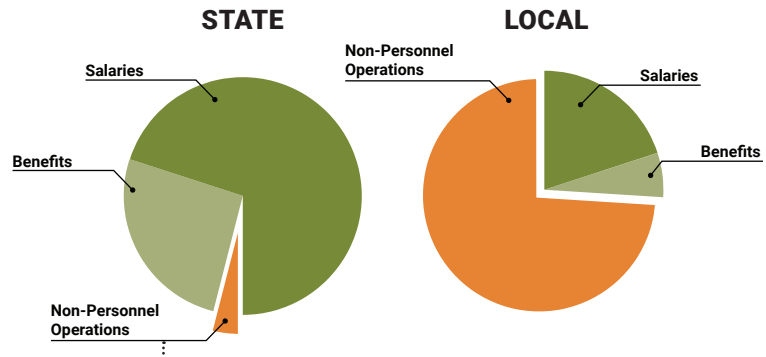 STATE
Salaries
Benefits
Non-Personnel
Operations
LOCAL
Non-Personnel
Operations
Salaries
Benefits